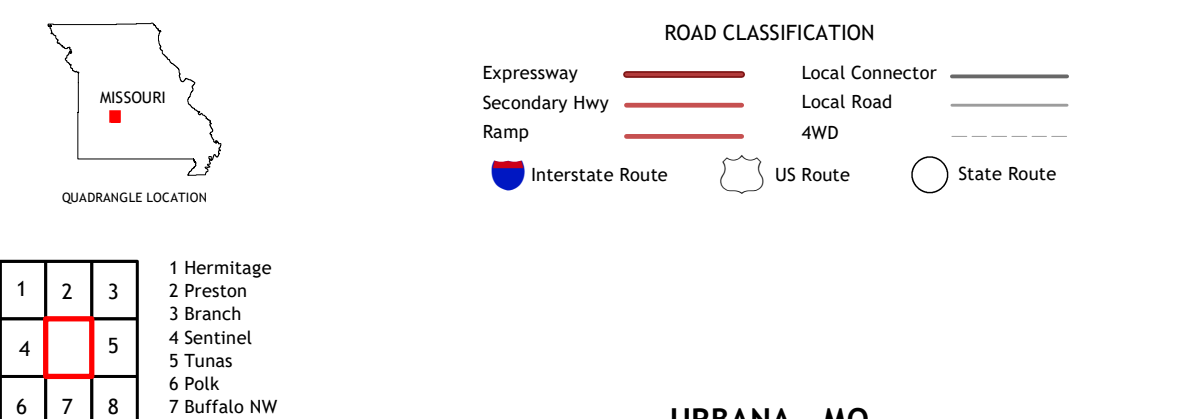 MISSOURI
QUADRANGLE LOCATION
ROAD CLASSIFICATION
Expressway
Local Connector
Secondary Hwy
Local Road
Ramp
4WD
Interstate Route
US Route
State Route
1 2 3
4 5
6 7 8
1 Hermitage
2 Preston
3 Branch
4 Sentinel
5 Tunas
6 Polk
7 Buffalo NW
URBANA, MO